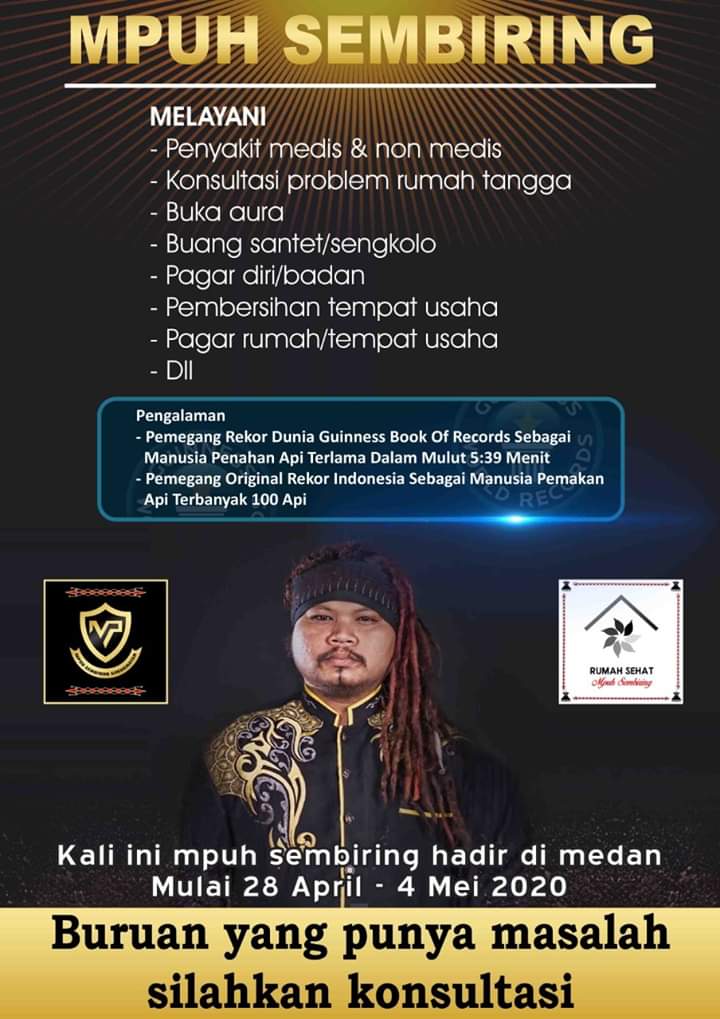 MPUH SEMBIRING
MELAYANI
- Penyakit medis & non medis
- Konsultasi problem rumah tangga
- Buka aura
- Buang santet/sengkolo
- Pagar diri/badan
- Pembersihan tempat usaha
- Pagar rumah/tempat usaha
- Dll
Pengalaman
- Pemegang Rekor Dunia Guinness Book Of Records Sebagai
Manusia Penahan Api Terlama Dalam Mulut 5:39 Menit
- Pemegang Original Rekor Indonesia Sebagai Manusia Pemakan
Api Terbanyak 100 Api
RUMAH SEHAT
Mpuh Sembiring
Kali ini mpuh sembiring hadir di medan
Mulai 28 April - 4 Mei 2020
Buruan yang punya masalah
silahkan konsultasi